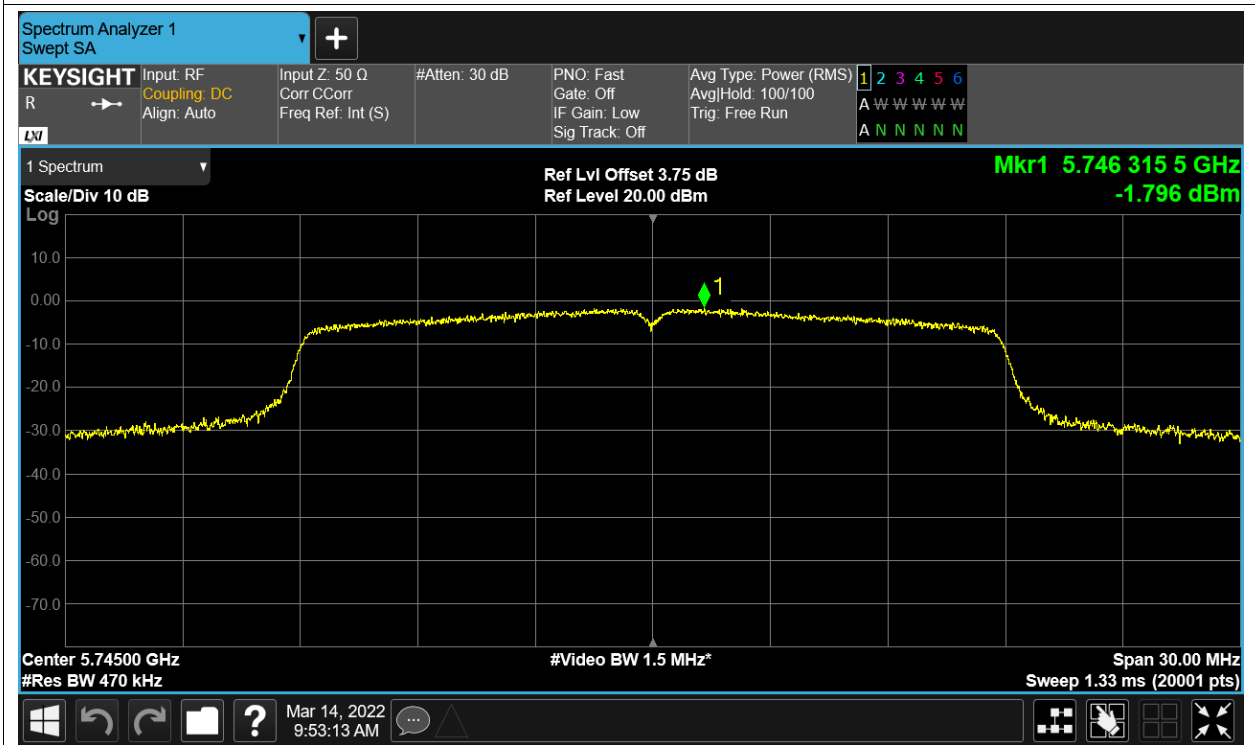 Spectrum Analyzer 1
Swept SA
KEYSIGHT
R
LXI
Input: RF
Coupling: DC
Align: Auto
Input Z: 50 Ω
Corr CCorr
Freq Ref: Int (S)
#Atten: 30 dB
PNO: Fast
Gate: Off
IF Gain: Low
Sig Track: Off
Avg Type: Power (RMS)
Avg|Hold: 100/100
Trig: Free Run
1 2 3 4 5 6
A W W W W W
A N N N N N
1 Spectrum
Scale/Div 10 dB
Ref Lvl Offset 3.75 dB
Ref Level 20.00 dBm
Mkr1 5.746 315 5 GHz
-1.796 dBm
Log
10.0
0.00
-10.0
-20.0
-30.0
-40.0
-50.0
-60.0
-70.0
1
Center 5.74500 GHz
#Res BW 470 kHz
#Video BW 1.5 MHz*
Span 30.00 MHz
Sweep 1.33 ms (20001 pts)
?
Mar 14, 2022
9:53:13 AM